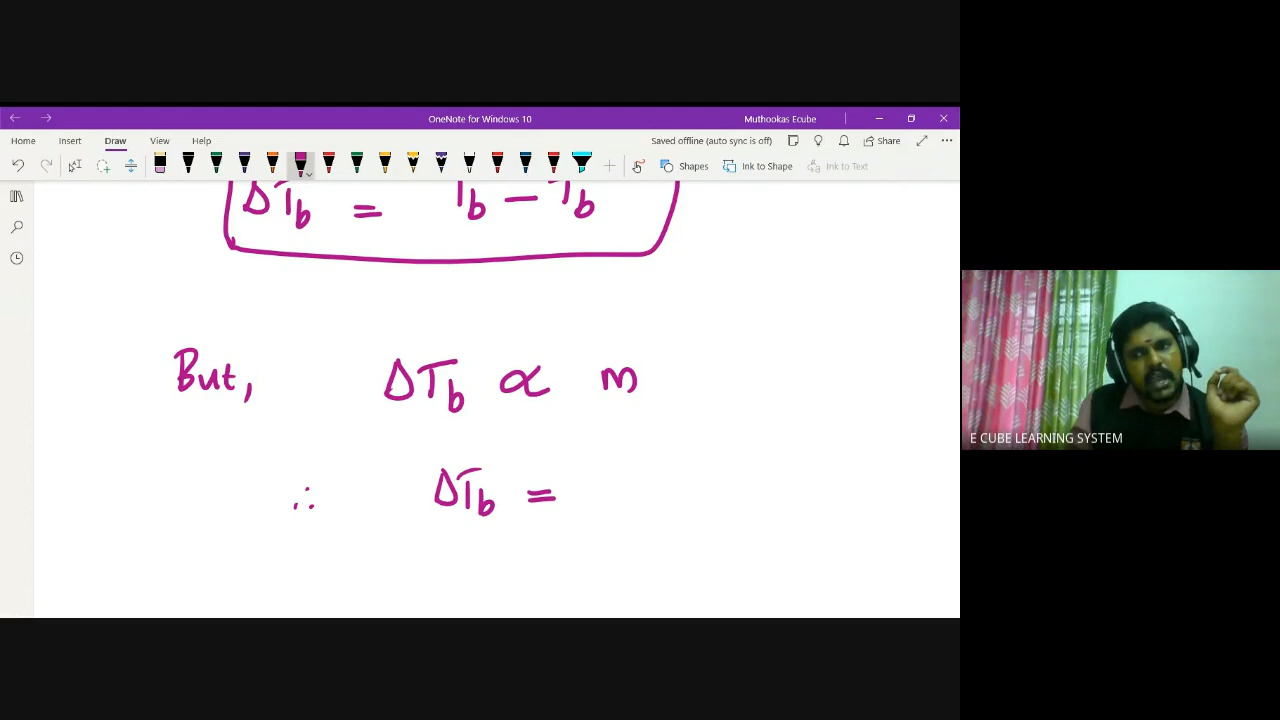 OneNote for Windows 10
Muthookas Ecube
Home Insert Draw View Help
Saved offline (auto sync is off)
Share
Shapes
Ink to Shape
Ink to Text
ΔTb = Tb − Tb
But, ΔTb ∝ m
∴ ΔTb =
E CUBE LEARNING SYSTEM